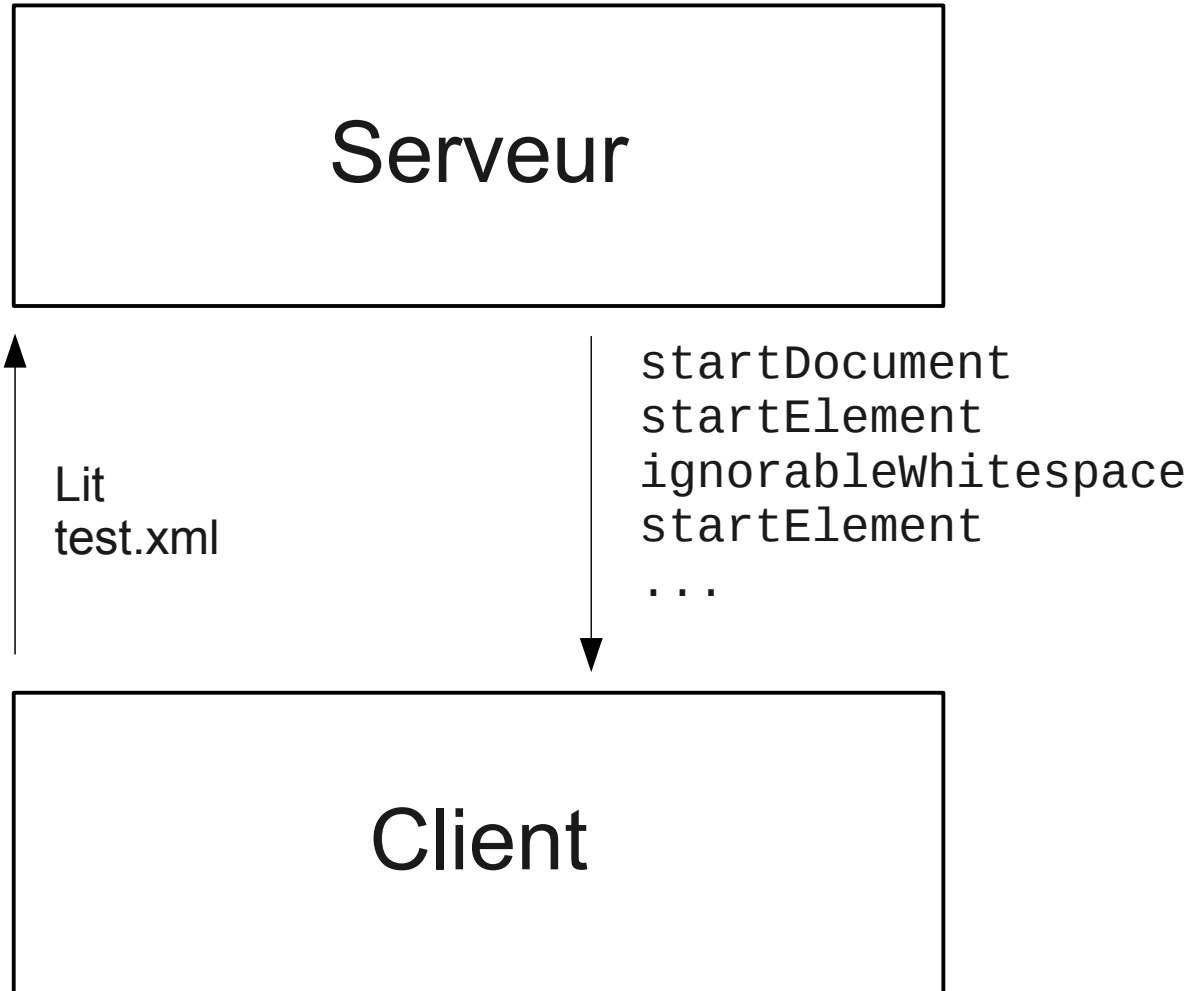 Serveur
Lit
test.xml
startDocument
startElement
ignorableWhitespace
startElement
...
Client